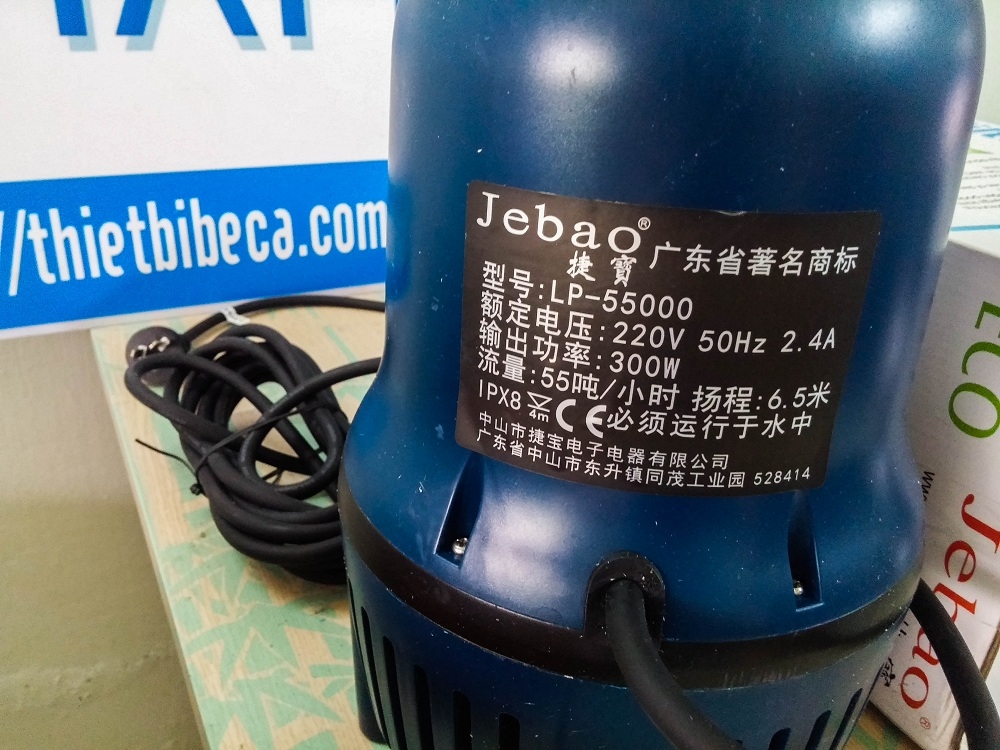 //thietbibeca.com
Jebao®
捷寳 广东省著名商标
型号:LP-55000
额定电压:220V 50Hz 2.4A
输出功率:300W
流量:55吨/小时 扬程:6.5米
IPX8 4m CE 必须运行于水中
中山市捷宝电子电器有限公司
广东省中山市东升镇同茂工业园 528414
Jebao®